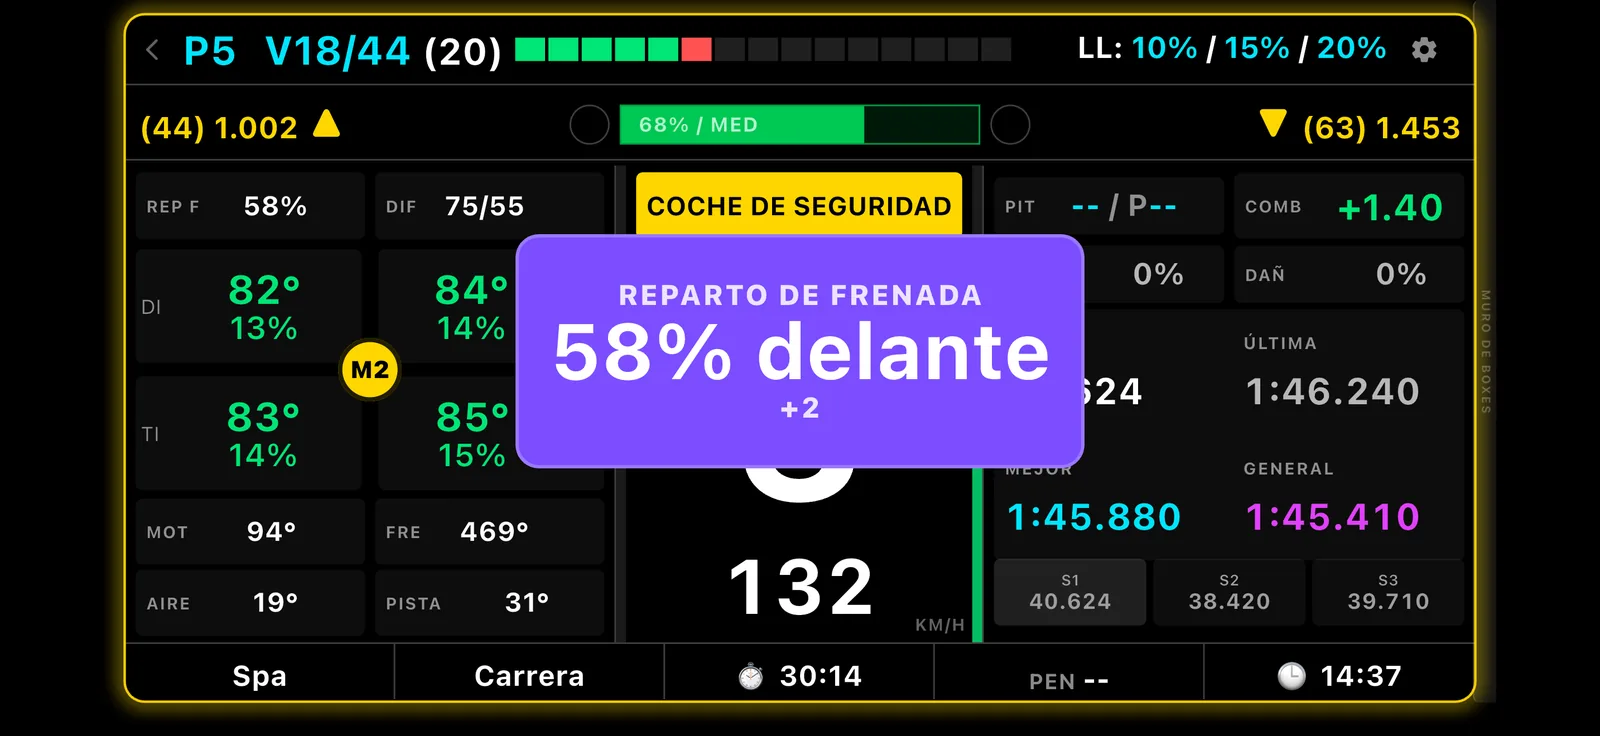 P5 V18/44 (20) LL: 10% / 15% / 20%
(44) 1.002 68% / MED (63) 1.453
REP F 58% DIF 75/55
COCHE DE SEGURIDAD
PIT -- / P-- COMB +1.40
0% DAÑ 0%
DI 82° 13% 84° 14%
M2
TI 83° 14% 85° 15%
REPARTO DE FRENADA
58% delante
+2
ÚLTIMA
624 1:46.240
MEJOR GENERAL
1:45.880 1:45.410
MOT 94° FRE 469°
AIRE 19° PISTA 31°
132
KM/H
S1 S2 S3
40.624 38.420 39.710
MURO DE BOXES
Spa Carrera 30:14 PEN -- 14:37